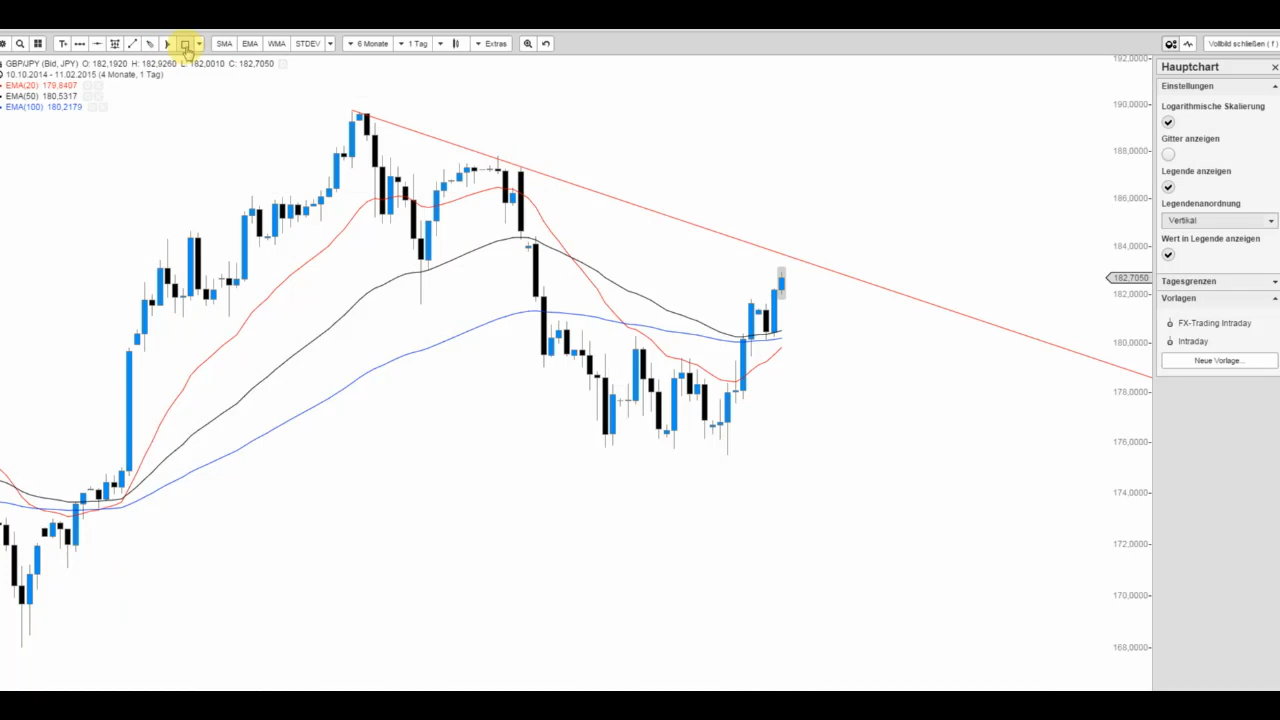 T+ SMA EMA WMA STDEV 6 Monate 1 Tag Extras Vollbild schließen ( f )
GBP/JPY (Bid, JPY) O: 182,1920 H: 182,9260 L: 182,0010 C: 182,7050
10.10.2014 - 11.02.2015 (4 Monate, 1 Tag)
EMA(20) 179,8407
EMA(50) 180,5317
EMA(100) 180,2179
192,0000
190,0000
188,0000
186,0000
184,0000
182,7050
182,0000
180,0000
178,0000
176,0000
174,0000
172,0000
170,0000
168,0000
Hauptchart
Einstellungen
Logarithmische Skalierung
Gitter anzeigen
Legende anzeigen
Legendenanordnung
Vertikal
Wert in Legende anzeigen
Tagesgrenzen
Vorlagen
FX-Trading Intraday
Intraday
Neue Vorlage...